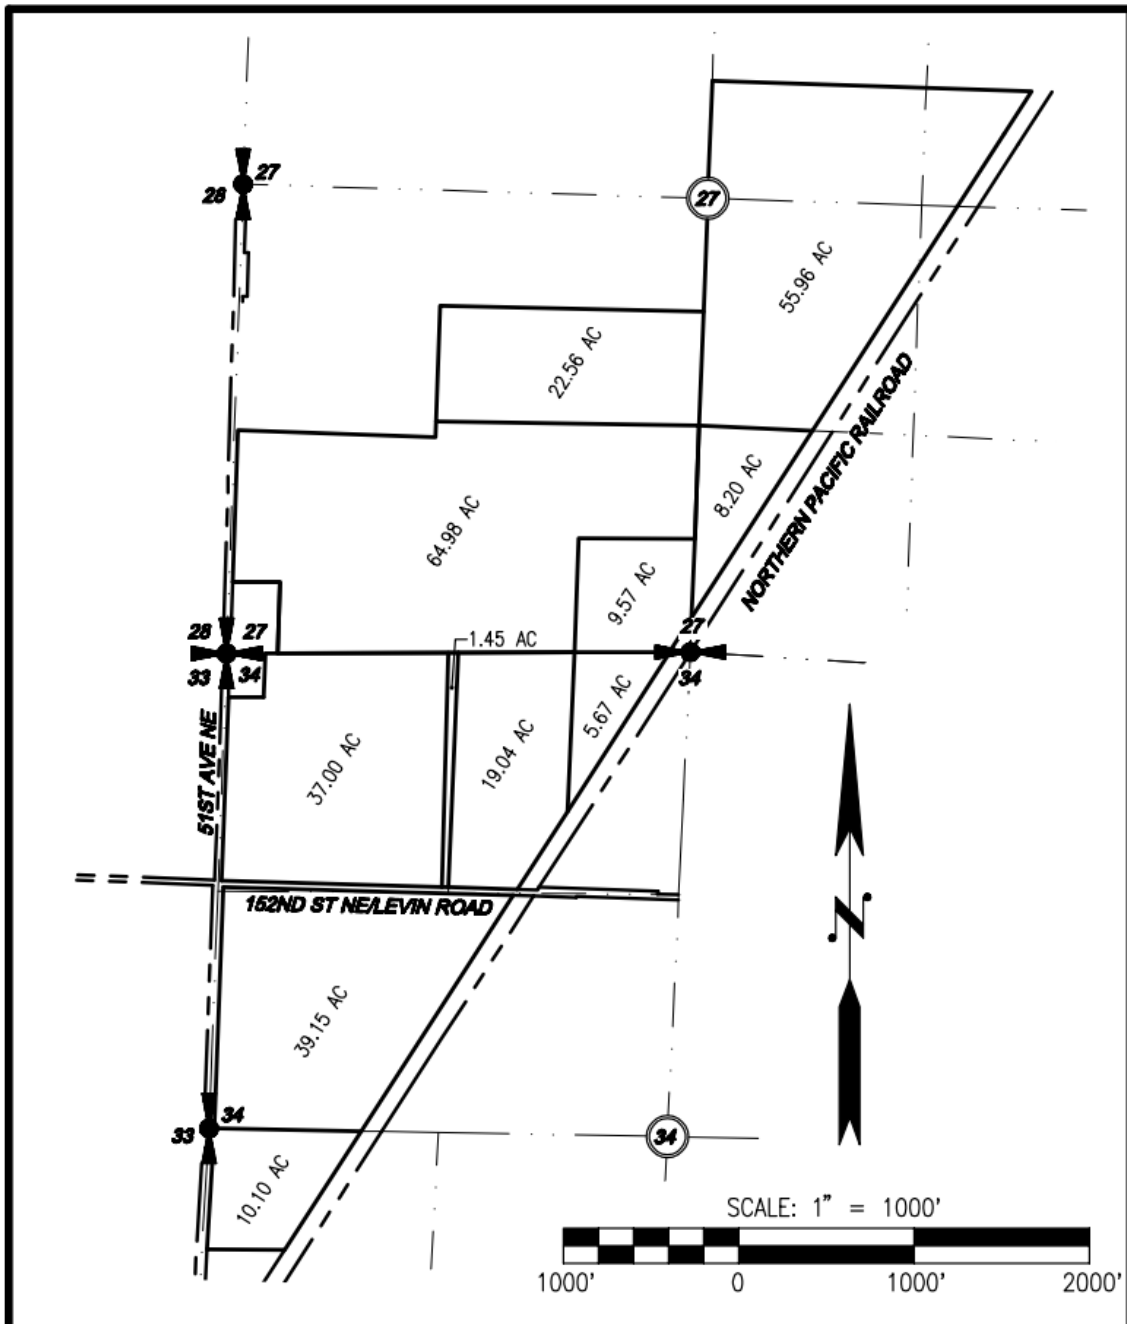 27
28
27
55.96 AC
22.56 AC
NORTHERN PACIFIC RAILROAD
8.20 AC
64.98 AC
9.57 AC
28 27
1.45 AC
27
33 34
34
5.67 AC
51ST AVE NE
37.00 AC
19.04 AC
152ND ST NE/LEVIN ROAD
N
39.15 AC
34
33
34
10.10 AC
SCALE: 1" = 1000'
1000' 0 1000' 2000'